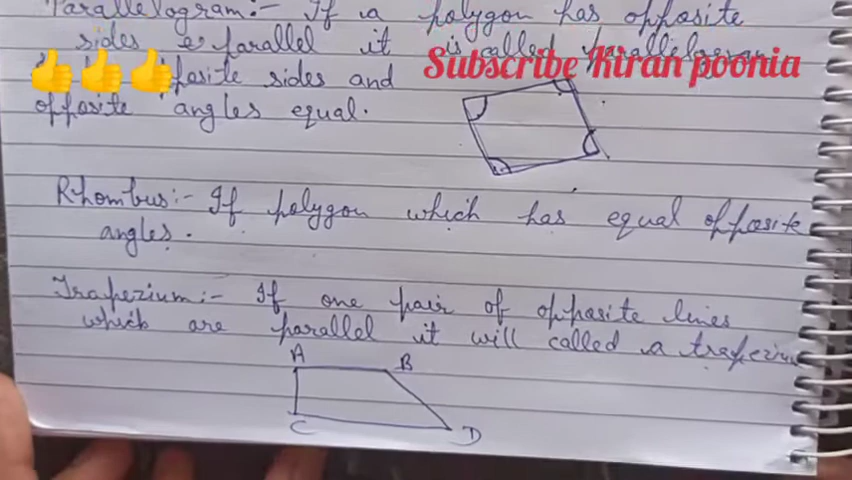 Parallelogram:- If a polygon has opposite
sides are parallel it is called parallelogram
opposite sides and
opposite angles equal.
Subscribe Kiran poonia
Rhombus:- If polygon which has equal opposite
angles.
Trapezium:- If one pair of opposite lines
which are parallel it will called a trapezium
A B
C D